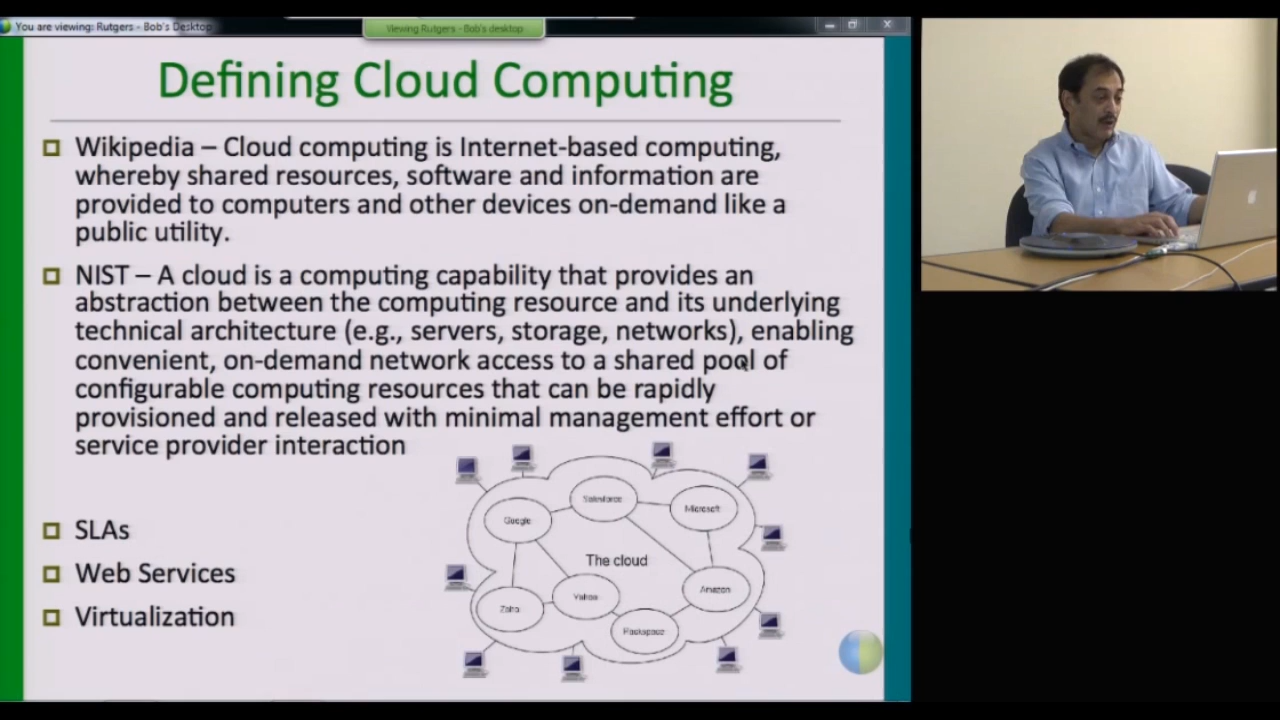 You are viewing: Rutgers - Bob's Desktop
Viewing Rutgers - Bob's desktop
Defining Cloud Computing
Wikipedia – Cloud computing is Internet-based computing,
whereby shared resources, software and information are
provided to computers and other devices on-demand like a
public utility.
NIST – A cloud is a computing capability that provides an
abstraction between the computing resource and its underlying
technical architecture (e.g., servers, storage, networks), enabling
convenient, on-demand network access to a shared pool of
configurable computing resources that can be rapidly
provisioned and released with minimal management effort or
service provider interaction
SLAs
Web Services
Virtualization
Salesforce
Microsoft
Google
The cloud
Amazon
Yahoo
Zoho
Rackspace